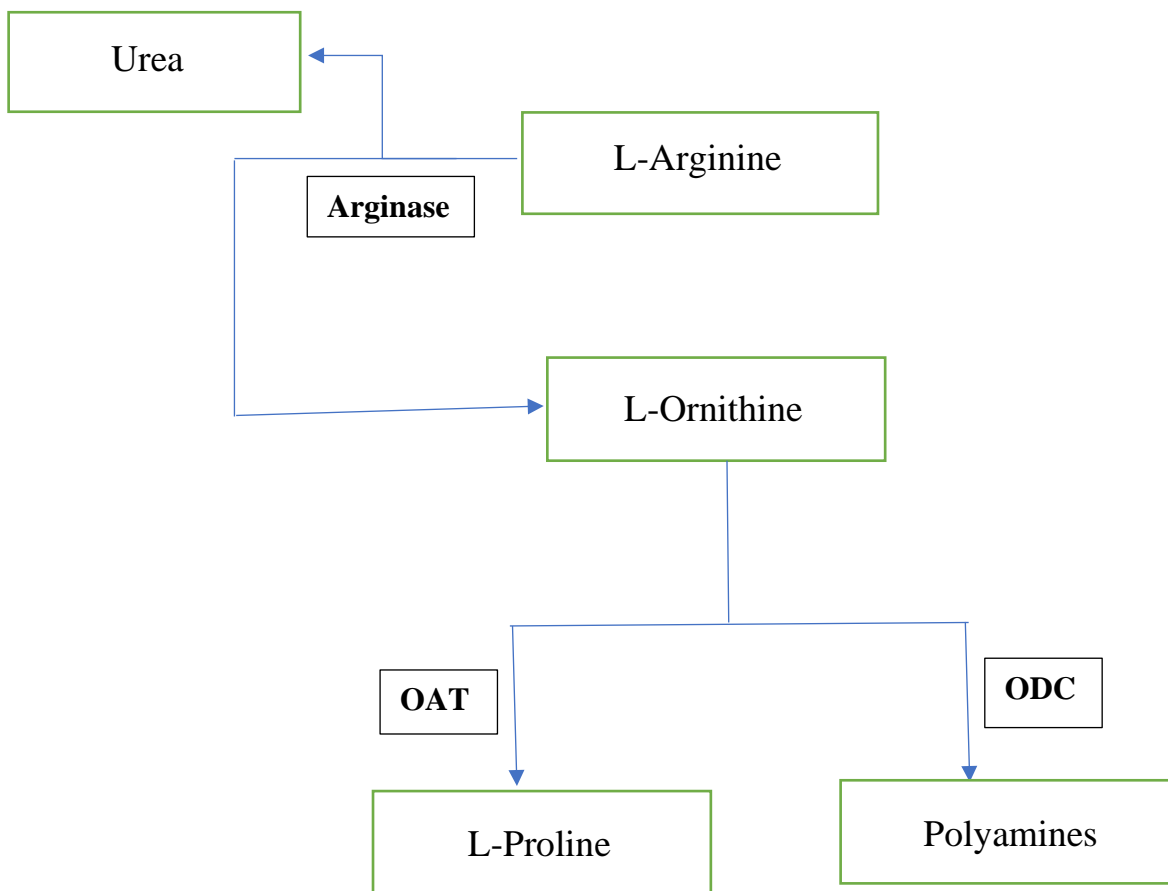 Urea
L-Arginine
Arginase
L-Ornithine
OAT
ODC
L-Proline
Polyamines